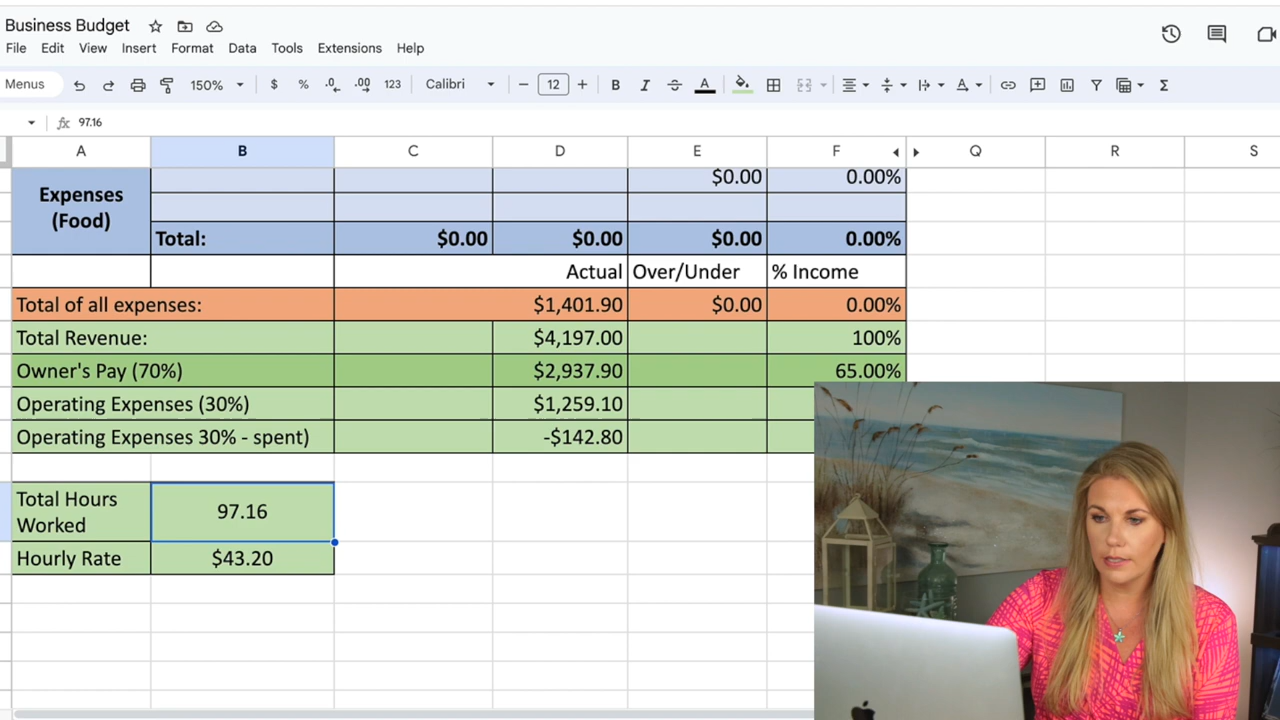 Business Budget
File Edit View Insert Format Data Tools Extensions Help
Menus 150% $ % .0 .00 123 Calibri 12 B I A A Σ
fx 97.16
A B C D E F Q R S
Expenses (Food)
$0.00 0.00%
Total: $0.00 $0.00 $0.00 0.00%
Actual Over/Under % Income
Total of all expenses: $1,401.90 $0.00 0.00%
Total Revenue: $4,197.00 100%
Owner's Pay (70%) $2,937.90 65.00%
Operating Expenses (30%) $1,259.10
Operating Expenses 30% - spent) -$142.80
Total Hours Worked 97.16
Hourly Rate $43.20